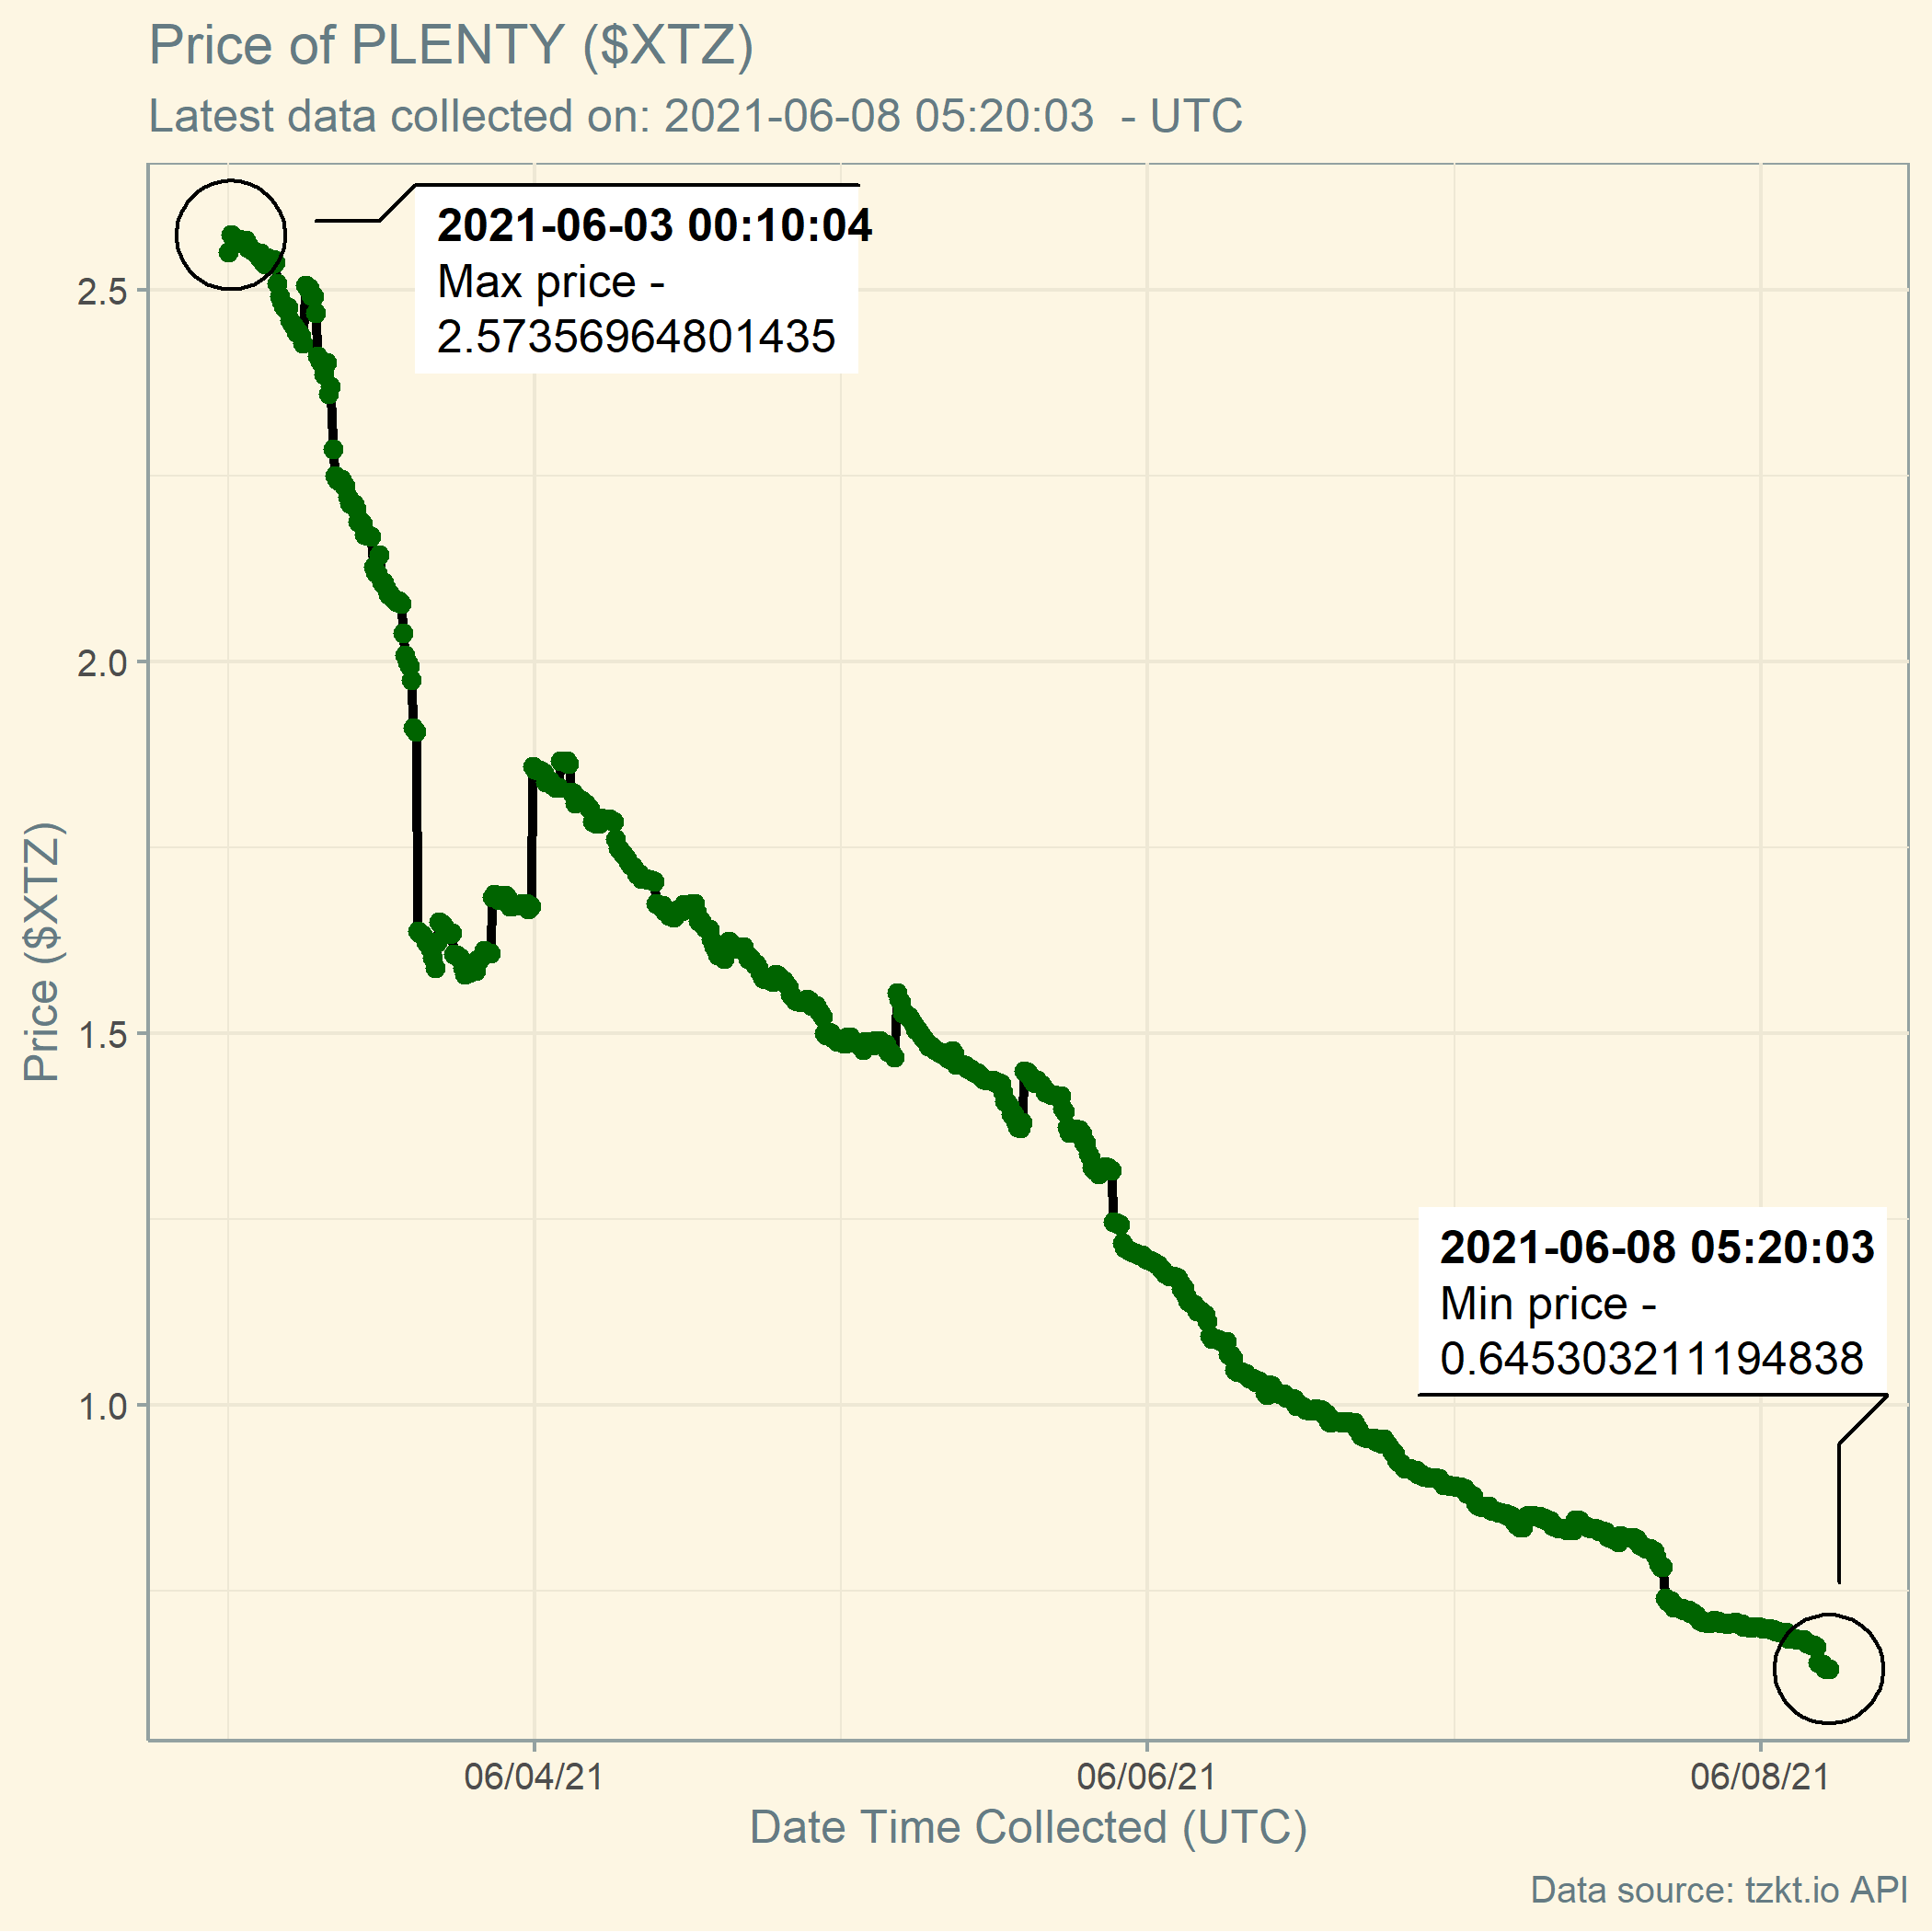 Price of PLENTY ($XTZ)
Latest data collected on: 2021-06-08 05:20:03  - UTC
2021-06-03 00:10:04
Max price -
2.57356964801435
2.5
2.0
1.5
1.0
Price ($XTZ)
2021-06-08 05:20:03
Min price -
0.645303211194838
06/04/21
06/06/21
06/08/21
Date Time Collected (UTC)
Data source: tzkt.io API